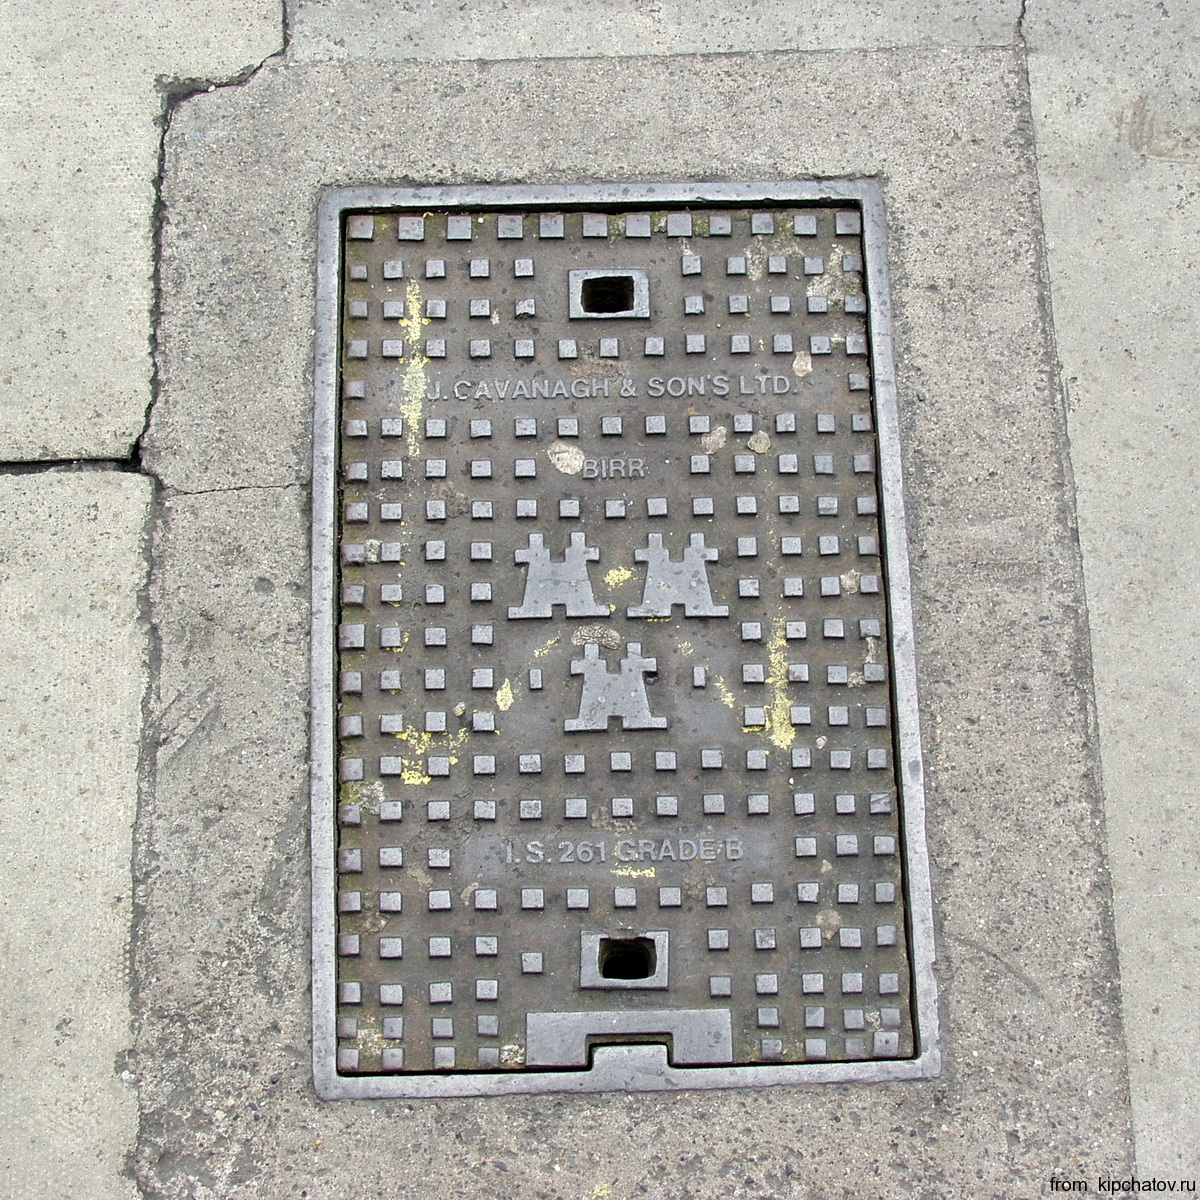 J. CAVANAGH & SON'S LTD.
BIRR
I.S. 261 GRADE B
from kipchatov.ru